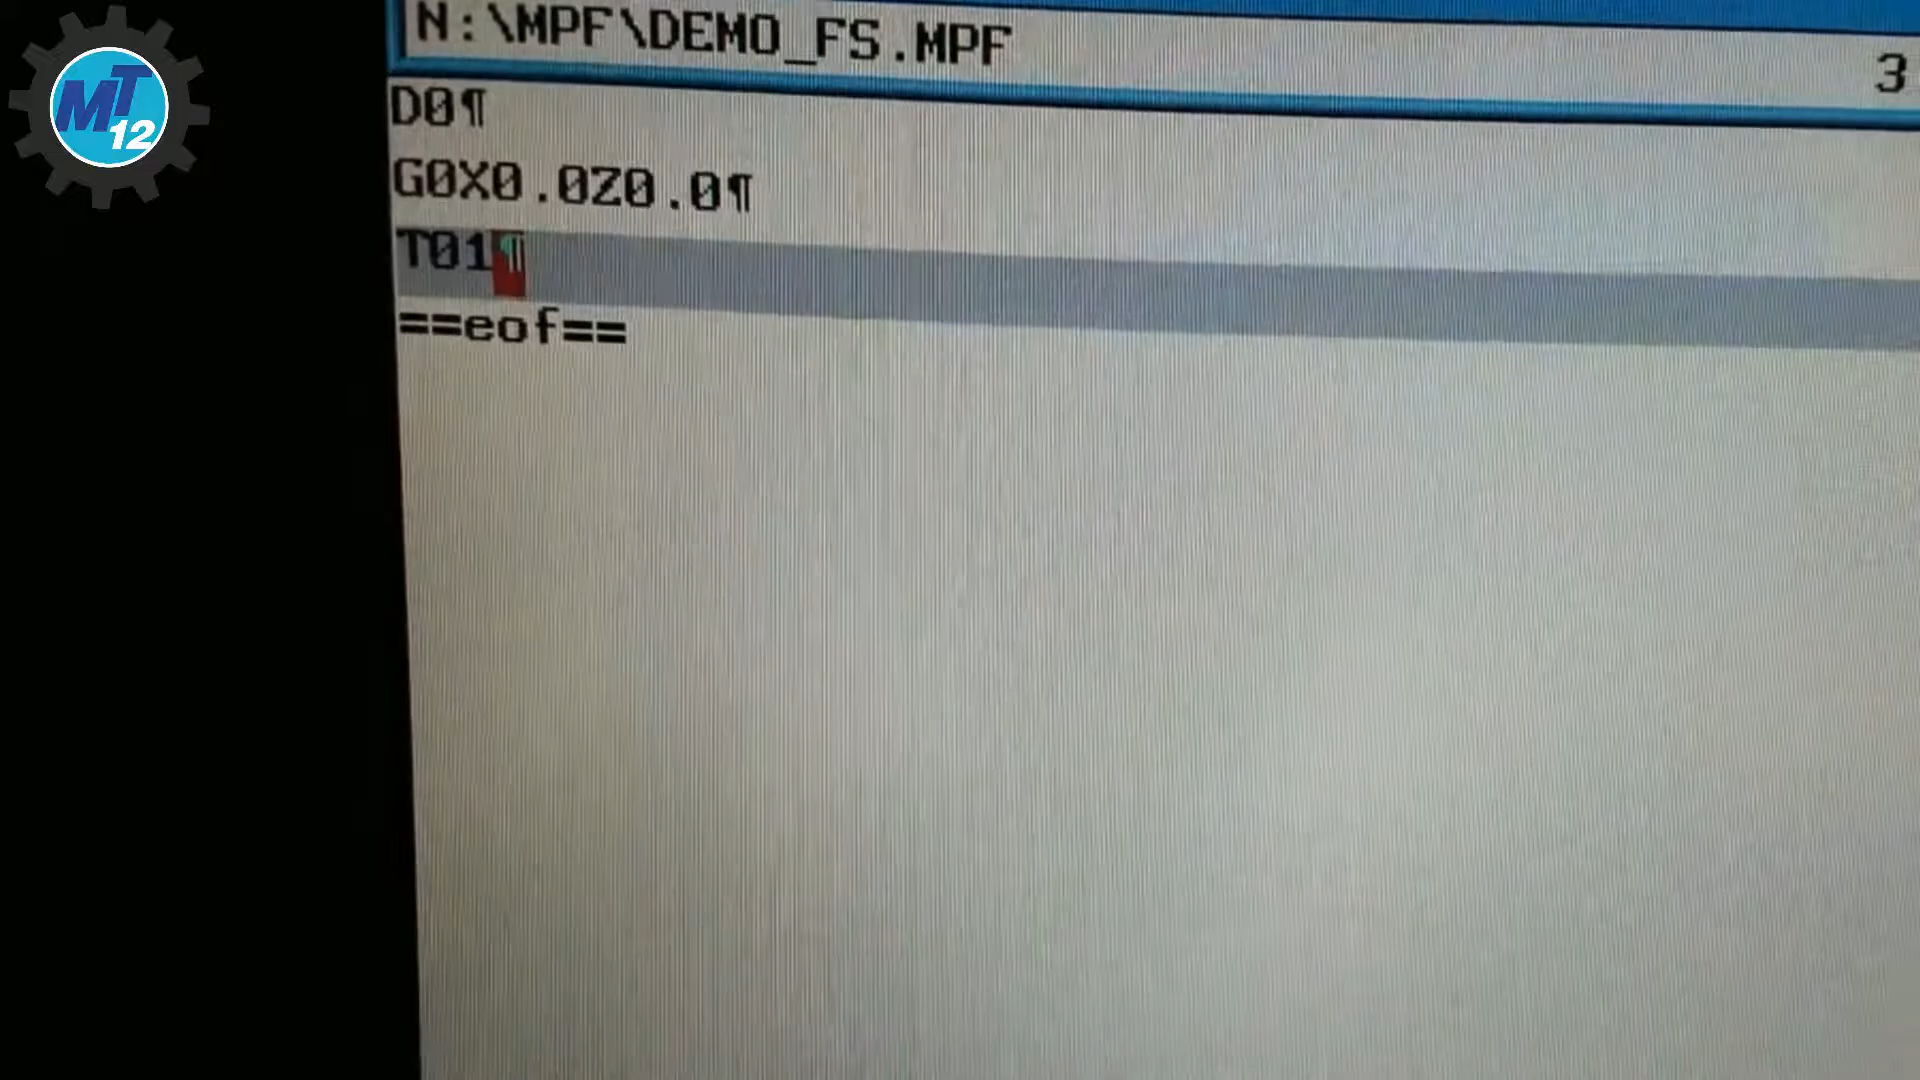 MT
12
N:\MPF\DEMO_FS.MPF
3
D0¶
G0X0.0Z0.0¶
T01¶
==eof==